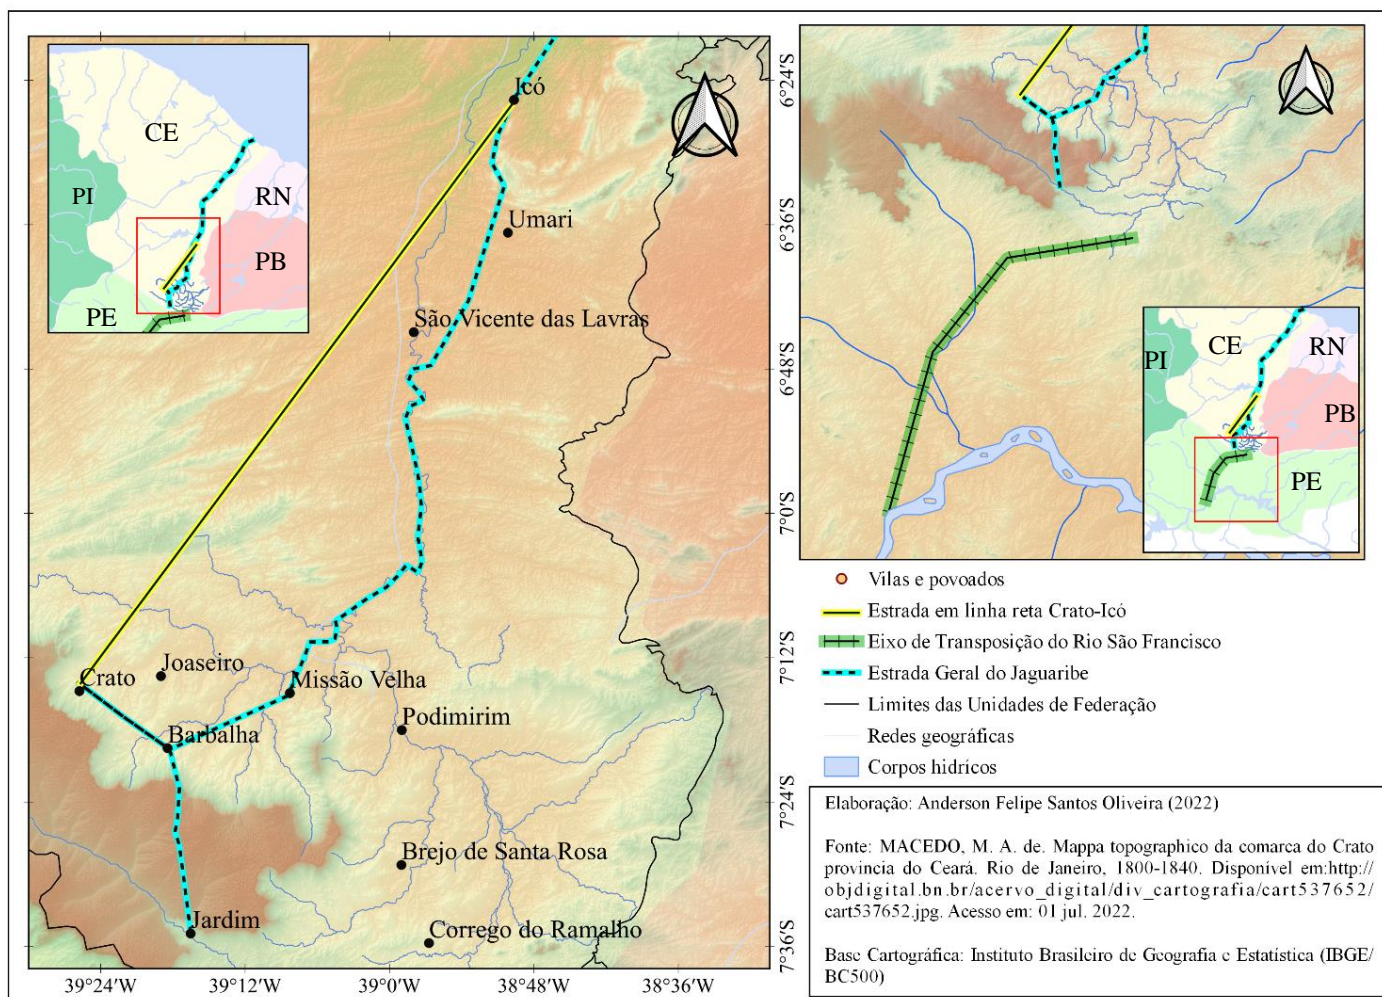 CE
PI
RN
PB
PE
Icó
Umari
São Vicente das Lavras
Crato
Joaseiro
Missão Velha
Podimirim
Barbalha
Brejo de Santa Rosa
Jardim
Corrego do Ramalho
39°24′W
39°12′W
39°0′W
38°48′W
38°36′W
6°24′S
6°36′S
6°48′S
7°0′S
7°12′S
7°24′S
7°36′S
CE
RN
PI
PB
PE
Vilas e povoados
Estrada em linha reta Crato-Icó
Eixo de Transposição do Rio São Francisco
Estrada Geral do Jaguaribe
Limites das Unidades de Federação
Redes geográficas
Corpos hídricos
Elaboração: Anderson Felipe Santos Oliveira (2022)
Fonte: MACEDO, M. A. de. Mappa topographico da comarca do Crato
provincia do Ceará. Rio de Janeiro, 1800-1840. Disponível em:http://
objdigital.bn.br/acervo_digital/div_cartografia/cart537652/
cart537652.jpg. Acesso em: 01 jul. 2022.
Base Cartográfica: Instituto Brasileiro de Geografia e Estatística (IBGE/
BC500)